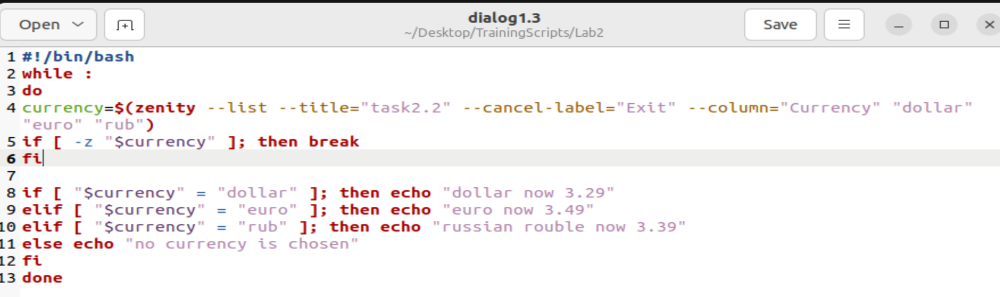 Open
dialog1.3
~/Desktop/TrainingScripts/Lab2
Save
1 #!/bin/bash
2 while :
3 do
4 currency=$(zenity --list --title="task2.2" --cancel-label="Exit" --column="Currency" "dollar"
"euro" "rub")
5 if [ -z "$currency" ]; then break
6 fi
7
8 if [ "$currency" = "dollar" ]; then echo "dollar now 3.29"
9 elif [ "$currency" = "euro" ]; then echo "euro now 3.49"
10 elif [ "$currency" = "rub" ]; then echo "russian rouble now 3.39"
11 else echo "no currency is chosen"
12 fi
13 done